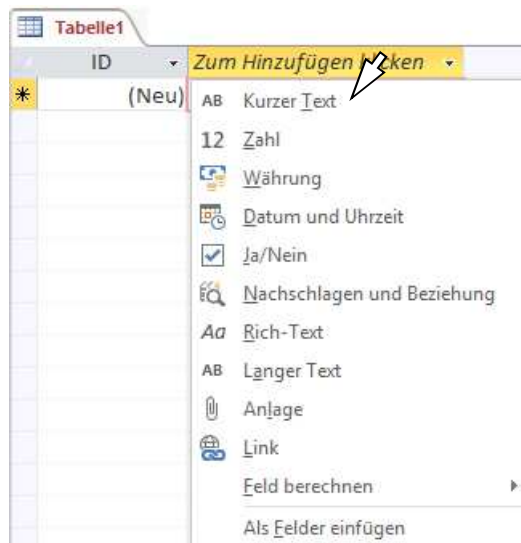 Tabelle1
ID Zum Hinzufügen klicken
* (Neu)
AB Kurzer Text
12 Zahl
Währung
Datum und Uhrzeit
Ja/Nein
Nachschlagen und Beziehung
Aa Rich-Text
AB Langer Text
Anlage
Link
Feld berechnen
Als Felder einfügen